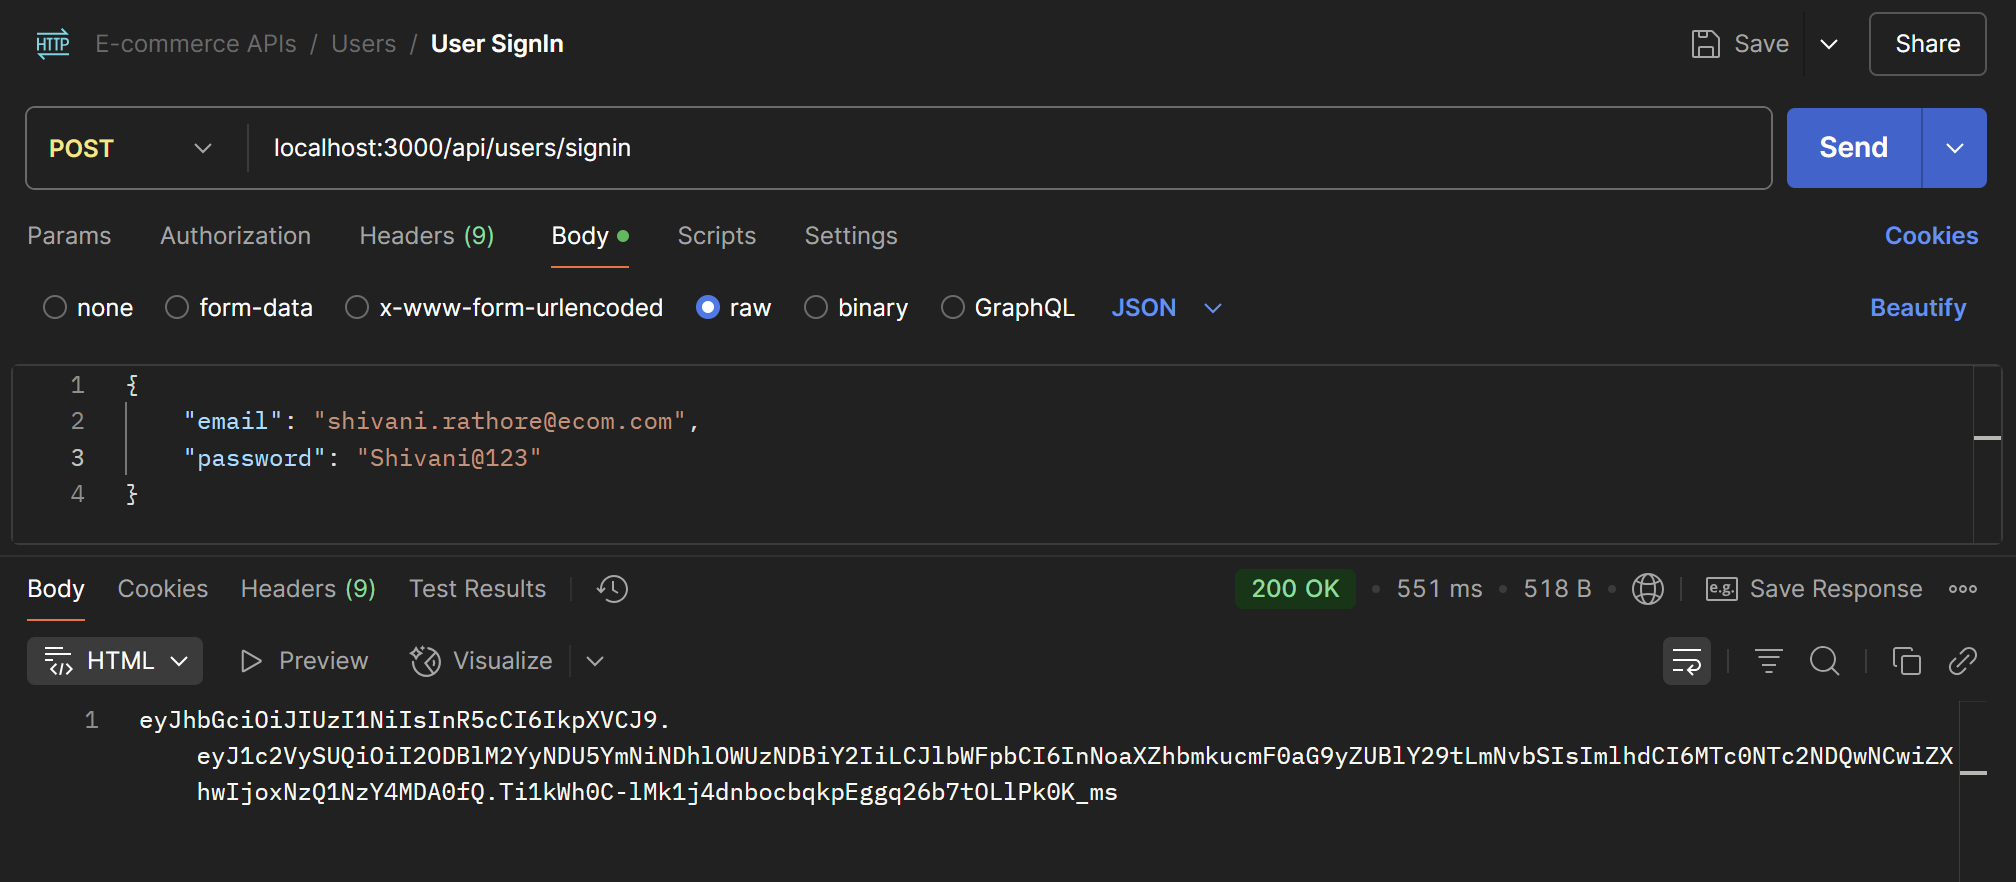 HTTP E-commerce APIs / Users / User SignIn Save Share
POST localhost:3000/api/users/signin Send
Params Authorization Headers (9) Body Scripts Settings Cookies
none form-data x-www-form-urlencoded raw binary GraphQL JSON Beautify
1 {
2 "email": "shivani.rathore@ecom.com",
3 "password": "Shivani@123"
4 }
Body Cookies Headers (9) Test Results 200 OK • 551 ms • 518 B • e.g. Save Response
HTML Preview Visualize
1 eyJhbGciOiJIUzI1NiIsInR5cCI6IkpXVCJ9.
eyJ1c2VySUQiOiI2ODBlM2YyNDU5YmNiNDhlOWUzNDBiY2IiLCJlbWFpbCI6InNoaXZhbmkucmF0aG9yZUBlY29tLmNvbSIsImlhdCI6MTc0NTc2NDQwNCwiZX
hwIjoxNzQ1NzY4MDA0fQ.Ti1kWh0C-lMk1j4dnbocbqkpEggq26b7tOLlPk0K_ms